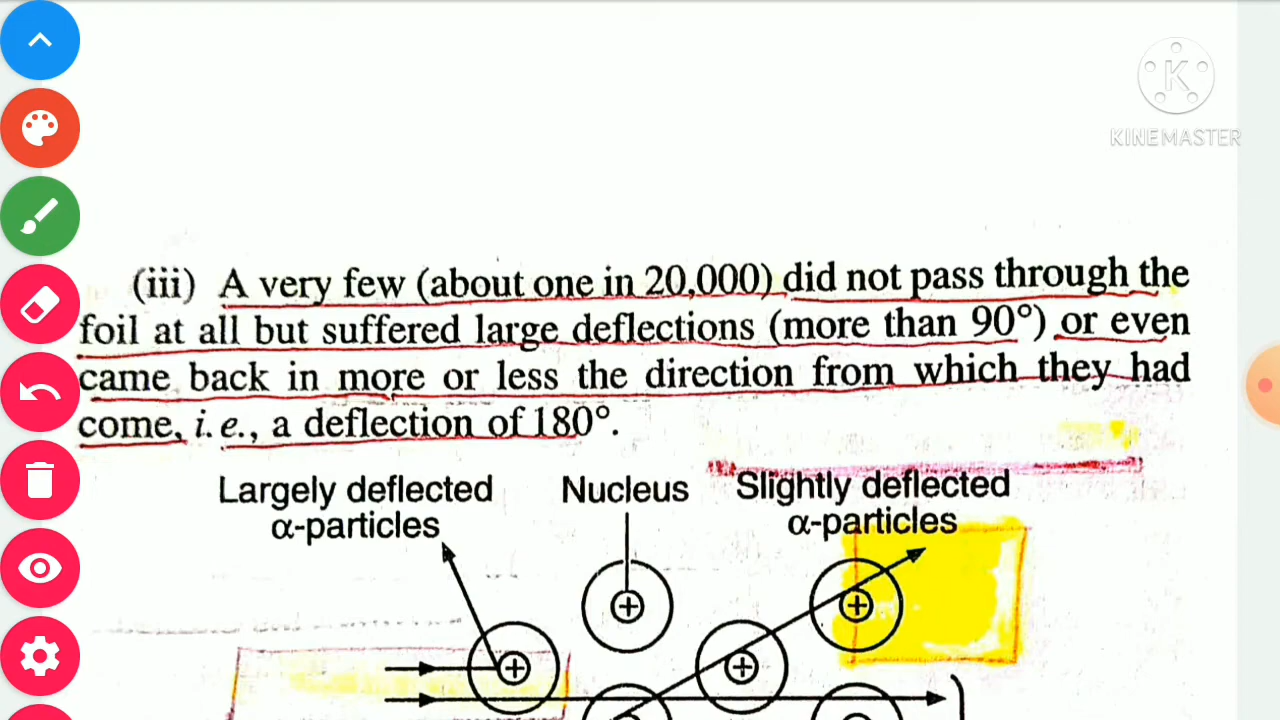 KINEMASTER
(iii) A very few (about one in 20,000) did not pass through the
foil at all but suffered large deflections (more than 90°) or even
came back in more or less the direction from which they had
come, i.e., a deflection of 180°.
Largely deflected
α-particles
Nucleus
Slightly deflected
α-particles